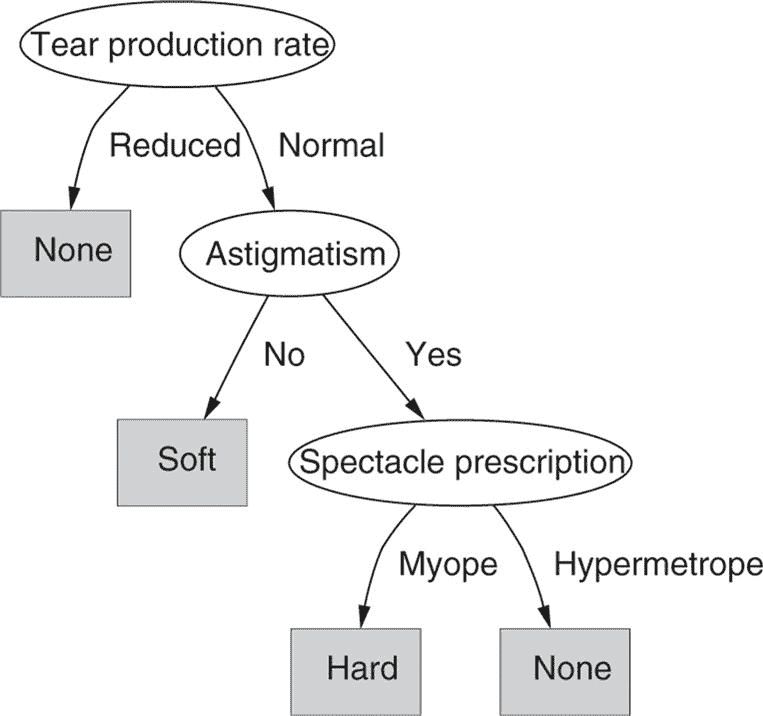 Tear production rate
Reduced
Normal
None
Astigmatism
No
Yes
Soft
Spectacle prescription
Myope
Hypermetrope
Hard
None